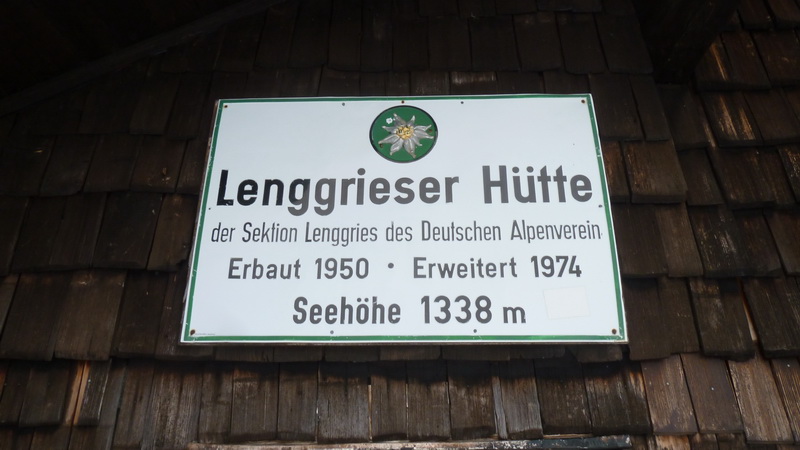 Lenggrieser Hütte
der Sektion Lenggries des Deutschen Alpenverein
Erbaut 1950 • Erweitert 1974
Seehöhe 1338 m